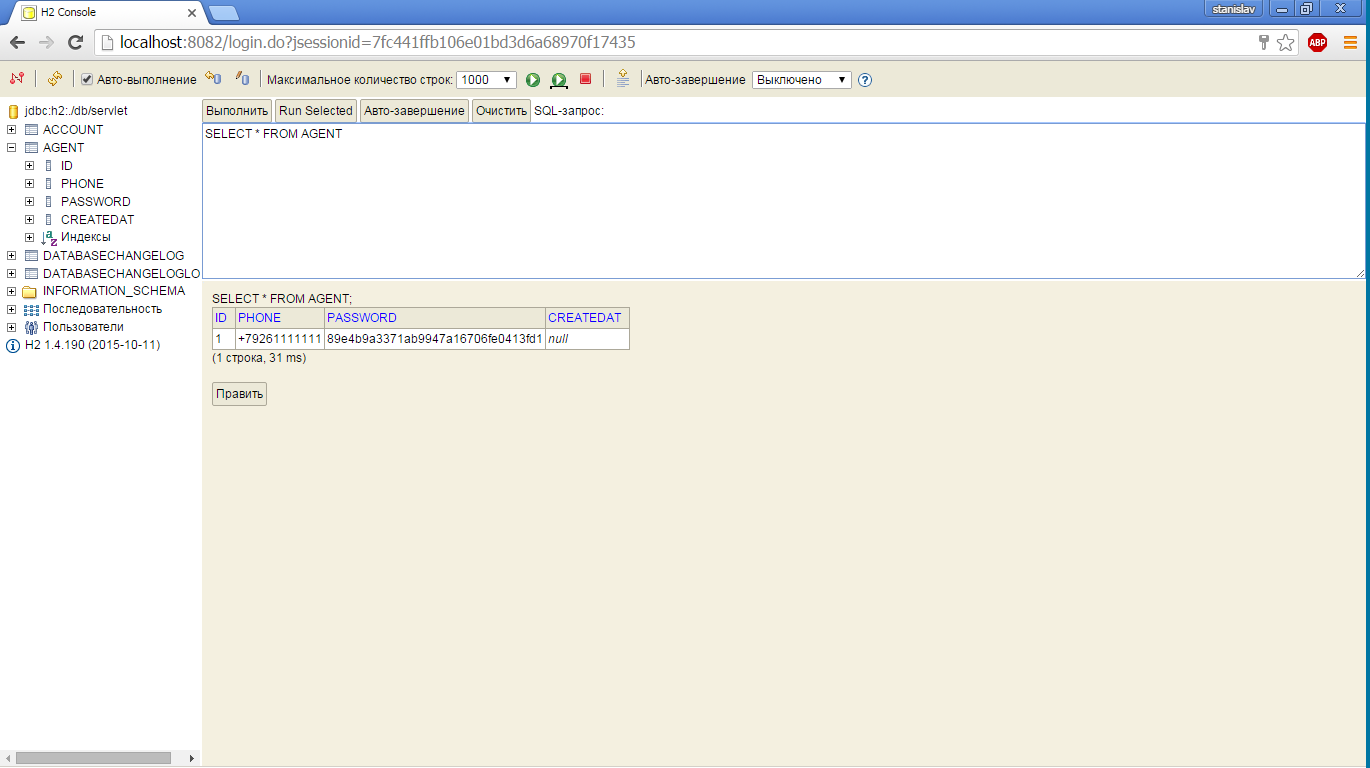 H2 Console
stanislav
localhost:8082/login.do?jsessionid=7fc441ffb106e01bd3d6a68970f17435
ABP
Авто-выполнение Максимальное количество строк: 1000 Авто-завершение Выключено
jdbc:h2:./db/servlet
ACCOUNT
AGENT
ID
PHONE
PASSWORD
CREATEDAT
Индексы
DATABASECHANGELOG
DATABASECHANGELOGLO
INFORMATION_SCHEMA
Последовательность
Пользователи
H2 1.4.190 (2015-10-11)
Выполнить Run Selected Авто-завершение Очистить SQL-запрос:
SELECT * FROM AGENT
SELECT * FROM AGENT;
ID PHONE PASSWORD CREATEDAT
1 +79261111111 89e4b9a3371ab9947a16706fe0413fd1 null
(1 строка, 31 ms)
Править